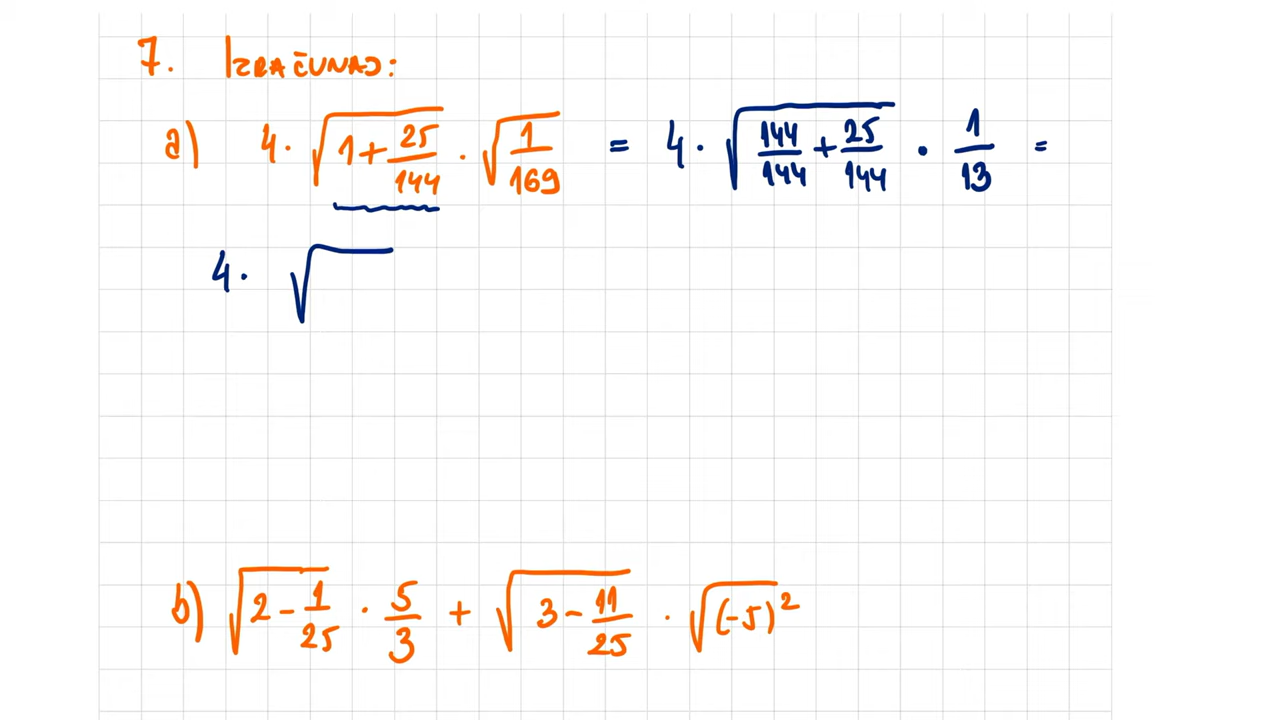 7. IZRAČUNAJ:
a) 4 · √(1 + 25/144) · √(1/169) = 4 · √(144/144 + 25/144) · 1/13 =
4 · √
b) √(2 - 1/25) · 5/3 + √(3 - 11/25) · √(-5)²